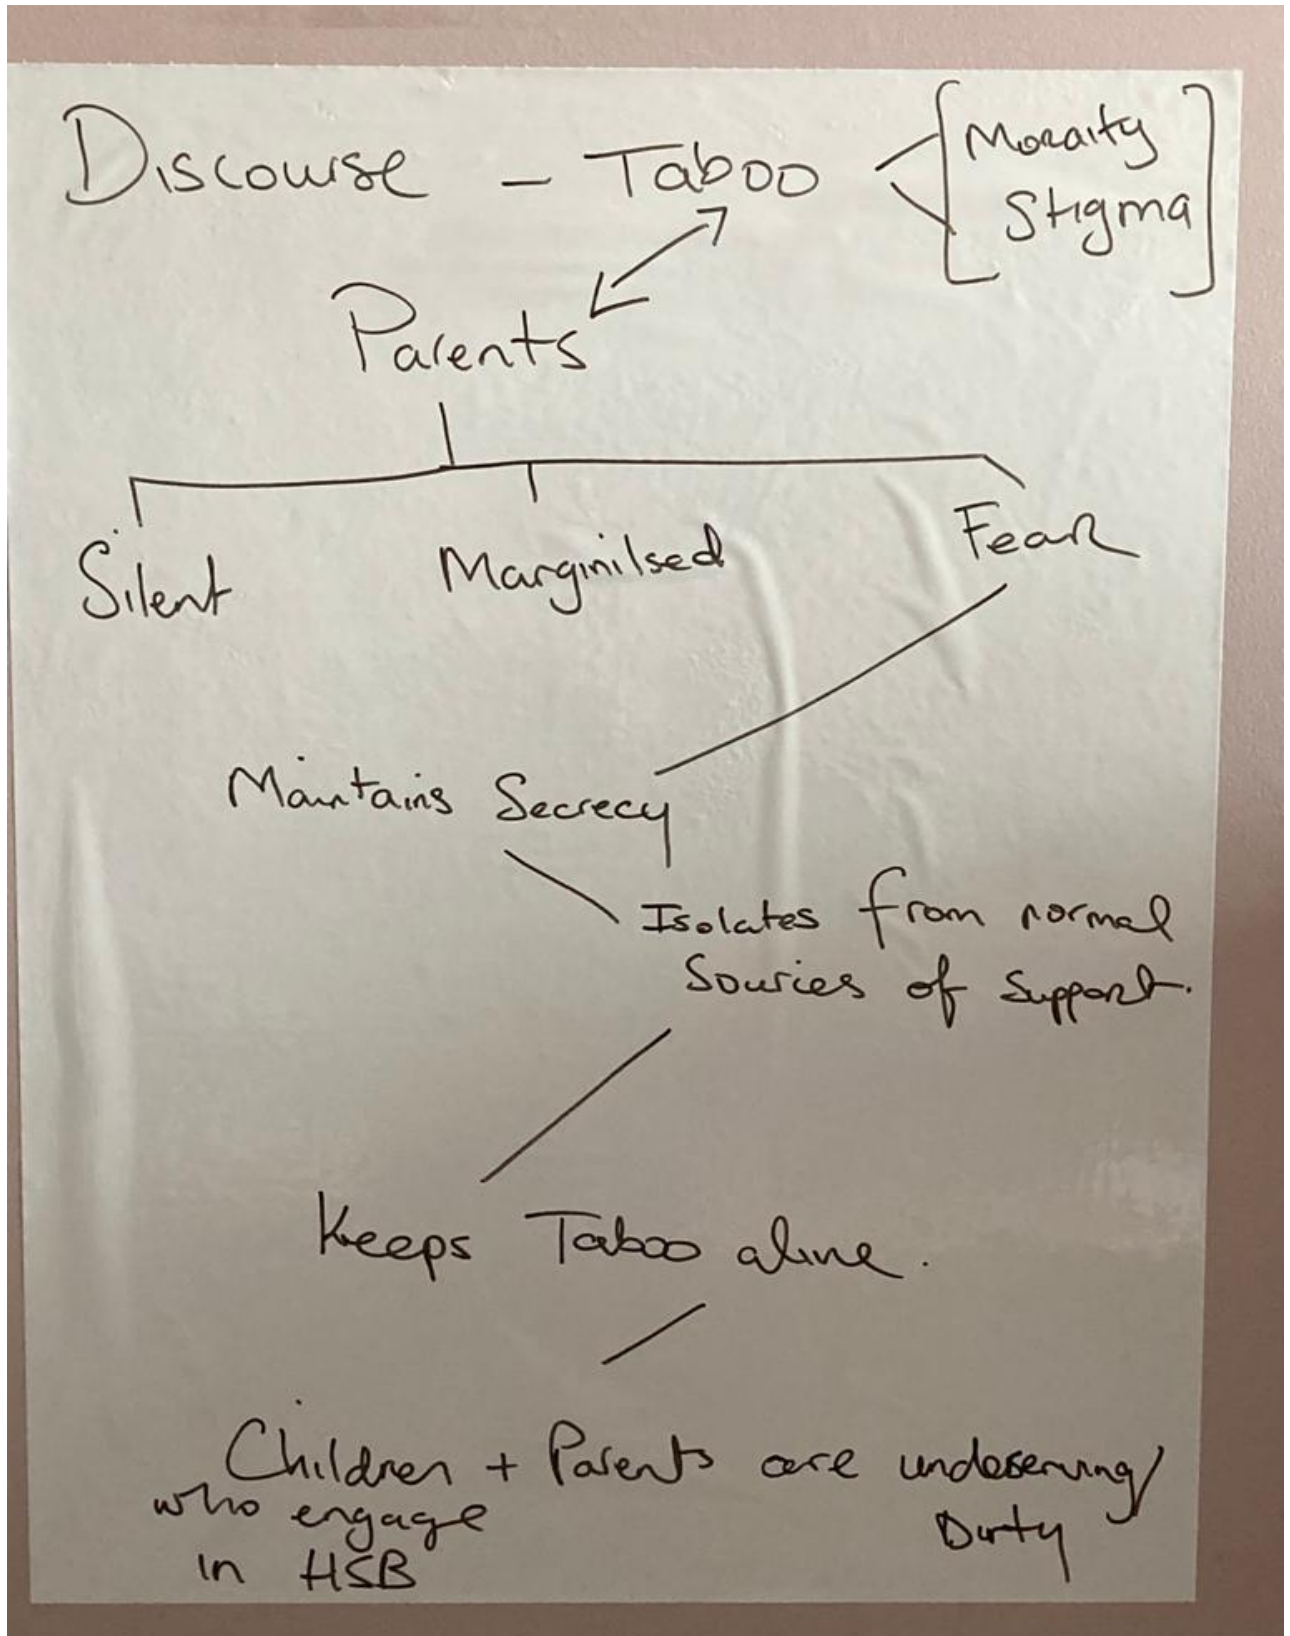 Discourse - Taboo
Moraity
Stigma
Parents
Silent Marginilsed Fear
Maintains Secrecy
Isolates from normal
Sources of Support.
Keeps Taboo alive.
Children + Parents are undeserving/
who engage Dirty
in HSB